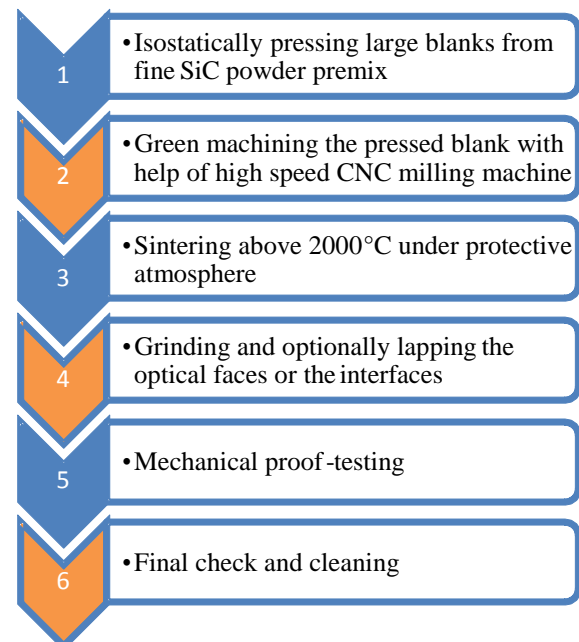 1
•Isostatically pressing large blanks from
fine SiC powder premix
2
•Green machining the pressed blank with
help of high speed CNC milling machine
3
•Sintering above 2000°C under protective
atmosphere
4
•Grinding and optionally lapping the
optical faces or the interfaces
5
•Mechanical proof-testing
6
•Final check and cleaning